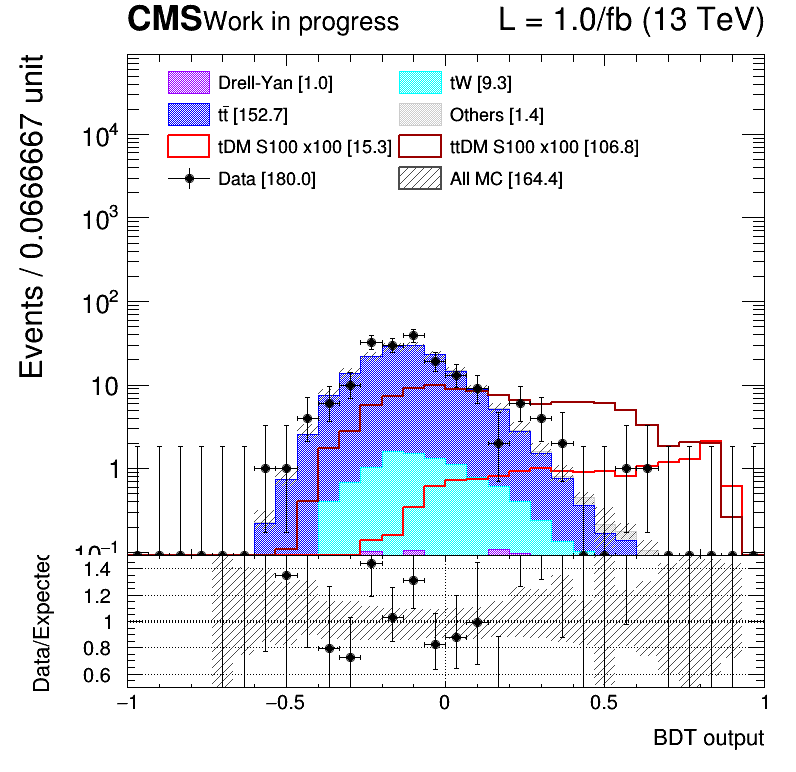 CMS Work in progress L = 1.0/fb (13 TeV)
Events / 0.0666667 unit
Drell-Yan [1.0] tW [9.3]
tt̄ [152.7] Others [1.4]
tDM S100 x100 [15.3] ttDM S100 x100 [106.8]
Data [180.0] All MC [164.4]
10⁴
10³
10²
10
1
10⁻¹
Data/Expected
1.4
1.2
1
0.8
0.6
−1 −0.5 0 0.5 1
BDT output